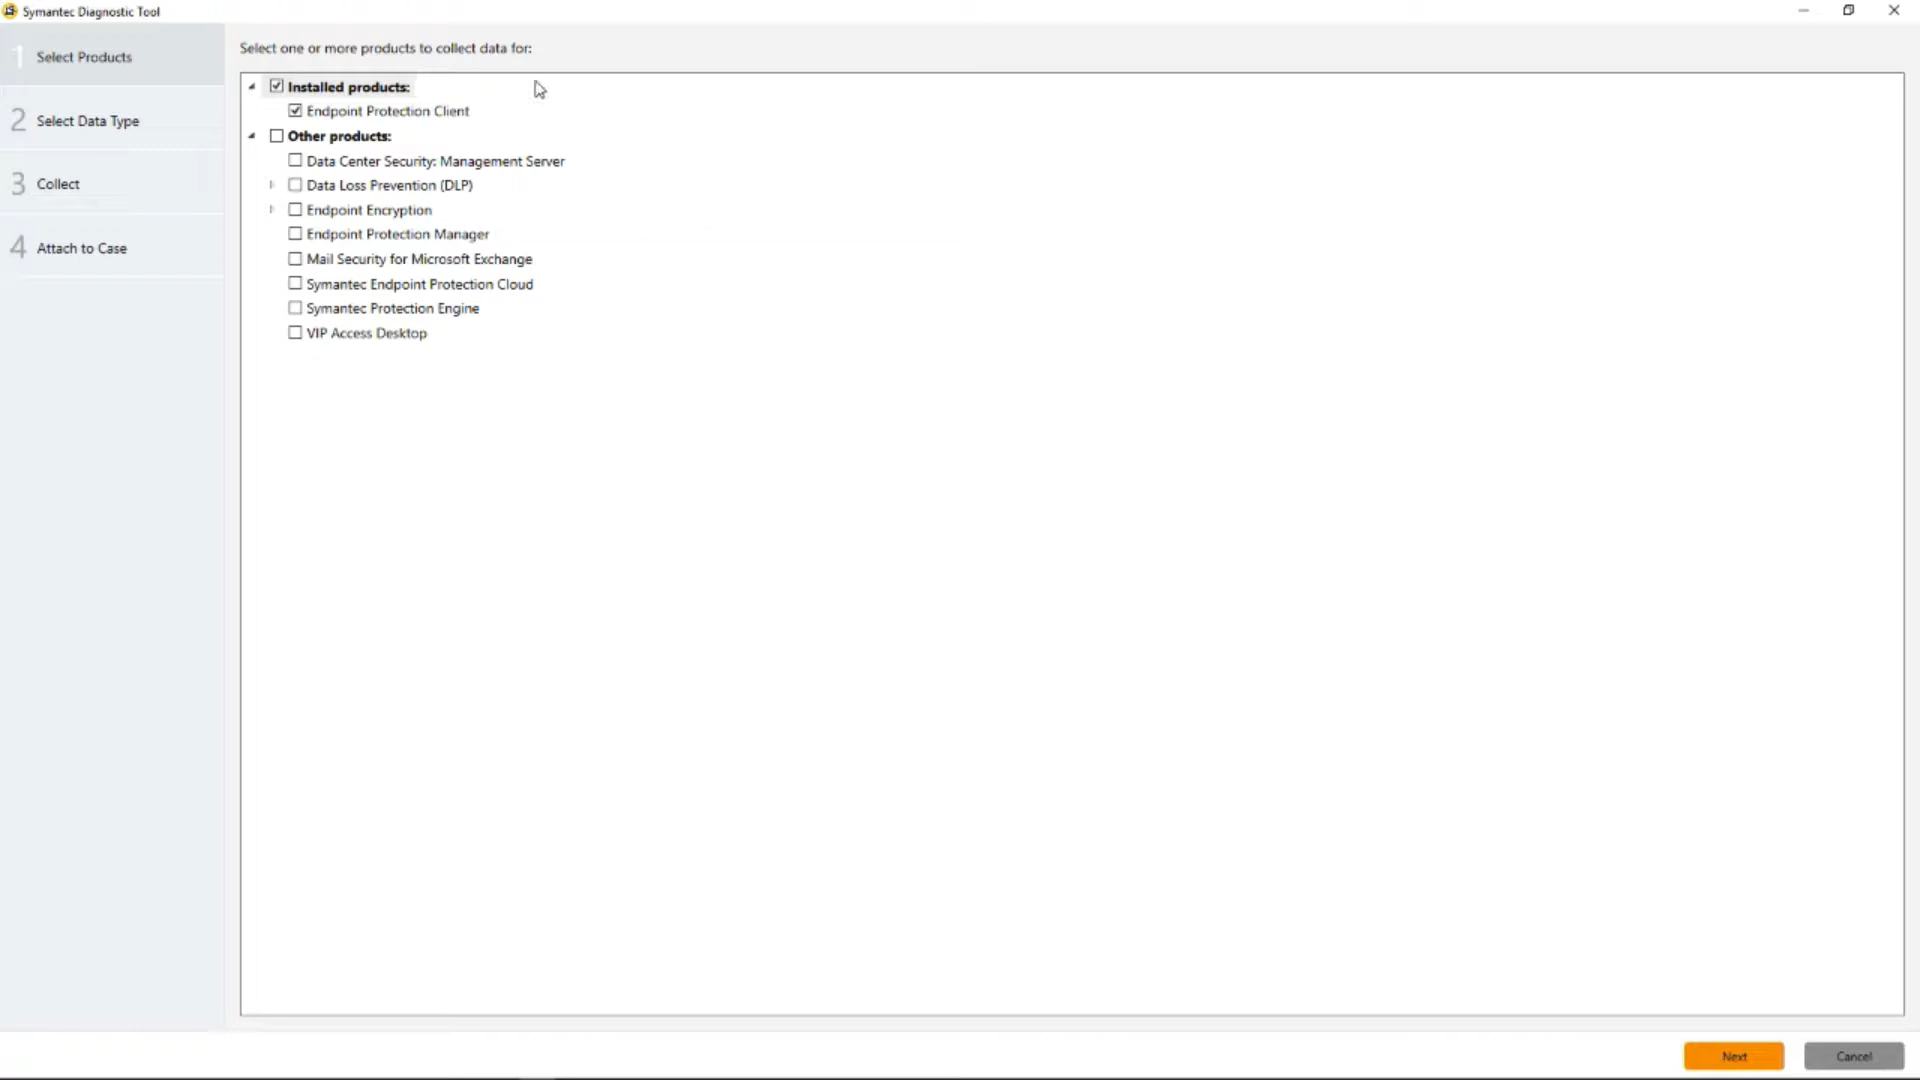 Symantec Diagnostic Tool
1 Select Products
2 Select Data Type
3 Collect
4 Attach to Case
Select one or more products to collect data for:
Installed products:
Endpoint Protection Client
Other products:
Data Center Security: Management Server
Data Loss Prevention (DLP)
Endpoint Encryption
Endpoint Protection Manager
Mail Security for Microsoft Exchange
Symantec Endpoint Protection Cloud
Symantec Protection Engine
VIP Access Desktop
Next
Cancel